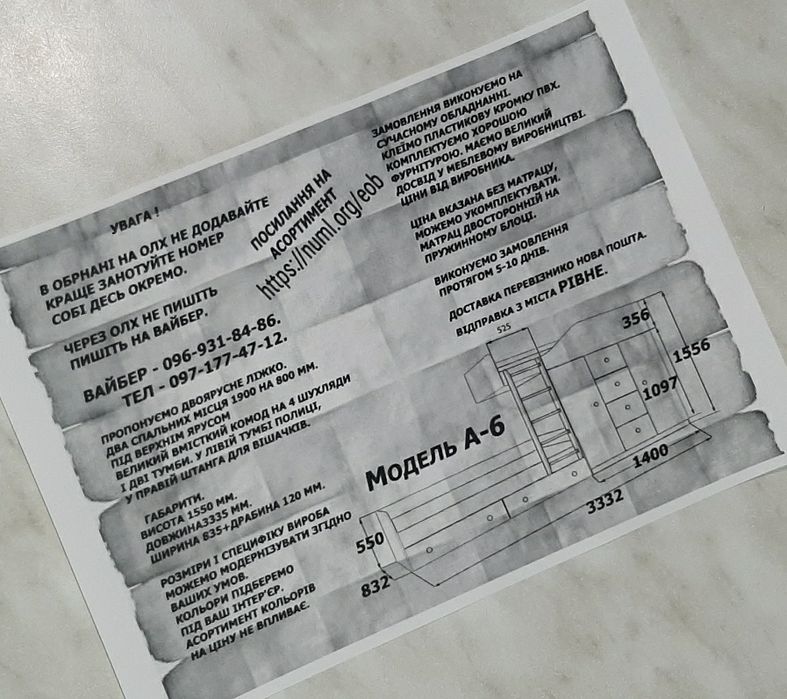 УВАГА !
В ОБРНАНІ НА ОЛХ НЕ ДОДАВАЙТЕ
КРАЩЕ ЗАНОТУЙТЕ НОМЕР
СОБІ ДЕСЬ ОКРЕМО.
ЧЕРЕЗ ОЛХ НЕ ПИШІТЬ
ПИШІТЬ НА ВАЙБЕР.
ВАЙБЕР - 096-931-84-86.
ТЕЛ - 097-177-47-12.
ПРОПОНУЄМО ДВОЯРУСНЕ ЛІЖКО.
ДВА СПАЛЬНИХ МІСЦЯ 1900 НА 800 ММ.
ПІД ВЕРХНІМ ЯРУСОМ
ВЕЛИКИЙ ВМІСТКИЙ КОМОД НА 4 ШУХЛЯДИ
І ДВІ ТУМБИ. У ЛІВІЙ ТУМБІ ПОЛИЦІ,
У ПРАВІЙ ШТАНГА ДЛЯ ВІШАЧКІВ.
ГАБАРИТИ.
ВИСОТА 1550 ММ.
ДОВЖИНА3335 ММ.
ШИРИНА 835+ДРАБИНА 120 ММ.
РОЗМІРИ І СПЕЦИФІКУ ВИРОБА
МОЖЕМО МОДЕРНІЗУВАТИ ЗГІДНО
ВАШИХ УМОВ.
КОЛЬОРИ ПІДБЕРЕМО
ПІД ВАШ ІНТЕР'ЄР.
АСОРТИМЕНТ КОЛЬОРІВ
НА ЦІНУ НЕ ВПЛИВАЄ.
ПОСИЛАННЯ НА
АСОРТИМЕНТ
https://numl.org/eob
ЗАМОВЛЕННЯ ВИКОНУЄМО НА
СУЧАСНОМУ ОБЛАДНАННІ.
КЛЕЇМО ПЛАСТИКОВУ КРОМКУ ПВХ.
КОМПЛЕКТУЄМО ХОРОШОЮ
ФУРНІТУРОЮ. МАЄМО ВЕЛИКИЙ
ДОСВІД У МЕБЛЕВОМУ ВИРОБНИЦТВІ.
ЦІНИ ВІД ВИРОБНИКА.
ЦІНА ВКАЗАНА БЕЗ МАТРАЦУ,
МОЖЕМО УКОМПЛЕКТУВАТИ.
МАТРАЦ ДВОСТОРОННІЙ НА
ПРУЖИННОМУ БЛОЦІ.
ВИКОНУЄМО ЗАМОВЛЕННЯ
ПРОТЯГОМ 5-10 ДНІВ.
ДОСТАВКА ПЕРЕВІЗНИКО НОВА ПОШТА.
ВІДПРАВКА З МІСТА РІВНЕ.
МОДЕЛЬ А-6
525
356
1556
1097
1400
3332
550
832